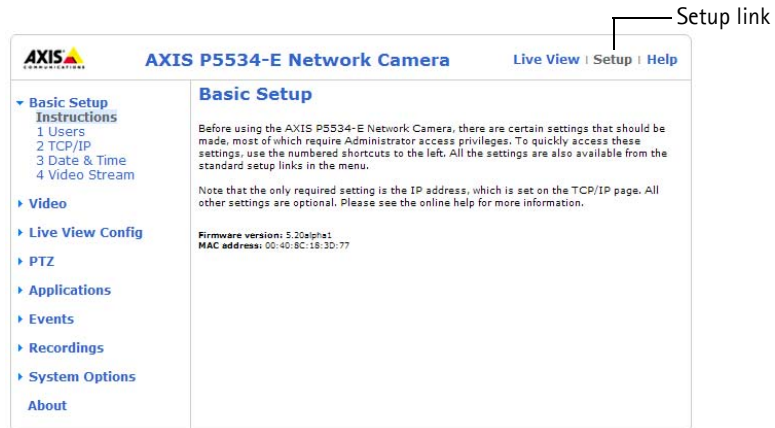 Setup link
AXIS
COMMUNICATIONS
AXIS P5534-E Network Camera
Live View | Setup | Help
Basic Setup
Instructions
1 Users
2 TCP/IP
3 Date & Time
4 Video Stream
Video
Live View Config
PTZ
Applications
Events
Recordings
System Options
About
Basic Setup
Before using the AXIS P5534-E Network Camera, there are certain settings that should be
made, most of which require Administrator access privileges. To quickly access these
settings, use the numbered shortcuts to the left. All the settings are also available from the
standard setup links in the menu.
Note that the only required setting is the IP address, which is set on the TCP/IP page. All
other settings are optional. Please see the online help for more information.
Firmware version: 5.20alpha1
MAC address: 00:40:8C:18:3D:77